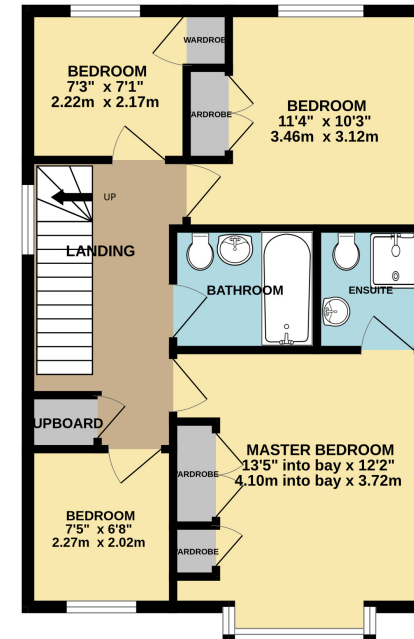 WARDROBE
BEDROOM
7'3" x 7'1"
2.22m x 2.17m
ARDROBE
BEDROOM
11'4" x 10'3"
3.46m x 3.12m
UP
LANDING
BATHROOM
ENSUITE
UPBOARD
MASTER BEDROOM
13'5" into bay x 12'2"
4.10m into bay x 3.72m
WARDROBE
BEDROOM
7'5" x 6'8"
2.27m x 2.02m
WARDROBE